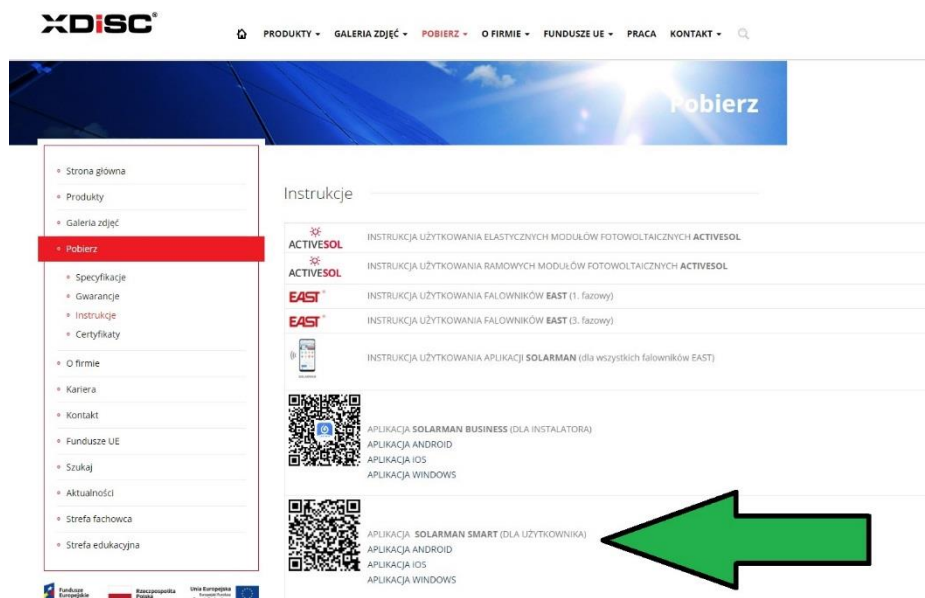 XDiSC®
PRODUKTY
GALERIA ZDJĘĆ
POBIERZ
O FIRMIE
FUNDUSZE UE
PRACA
KONTAKT
Pobierz
Strona główna
Produkty
Galeria zdjęć
Pobierz
Specyfikacje
Gwarancje
Instrukcje
Certyfikaty
O firmie
Kariera
Kontakt
Fundusze UE
Szukaj
Aktualności
Strefa fachowca
Strefa edukacyjna
Fundusze
Europejskie
Rzeczpospolita
Polska
Unia Europejska
Instrukcje
ACTIVESOL
INSTRUKCJA UŻYTKOWANIA ELASTYCZNYCH MODUŁÓW FOTOWOLTAICZNYCH ACTIVESOL
ACTIVESOL
INSTRUKCJA UŻYTKOWANIA RAMOWYCH MODUŁÓW FOTOWOLTAICZNYCH ACTIVESOL
EAST®
INSTRUKCJA UŻYTKOWANIA FALOWNIKÓW EAST (1. fazowy)
EAST®
INSTRUKCJA UŻYTKOWANIA FALOWNIKÓW EAST (3. fazowy)
INSTRUKCJA UŻYTKOWANIA APLIKACJI SOLARMAN (dla wszystkich falowników EAST)
APLIKACJA SOLARMAN BUSINESS (DLA INSTALATORA)
APLIKACJA ANDROID
APLIKACJA IOS
APLIKACJA WINDOWS
APLIKACJA SOLARMAN SMART (DLA UŻYTKOWNIKA)
APLIKACJA ANDROID
APLIKACJA IOS
APLIKACJA WINDOWS